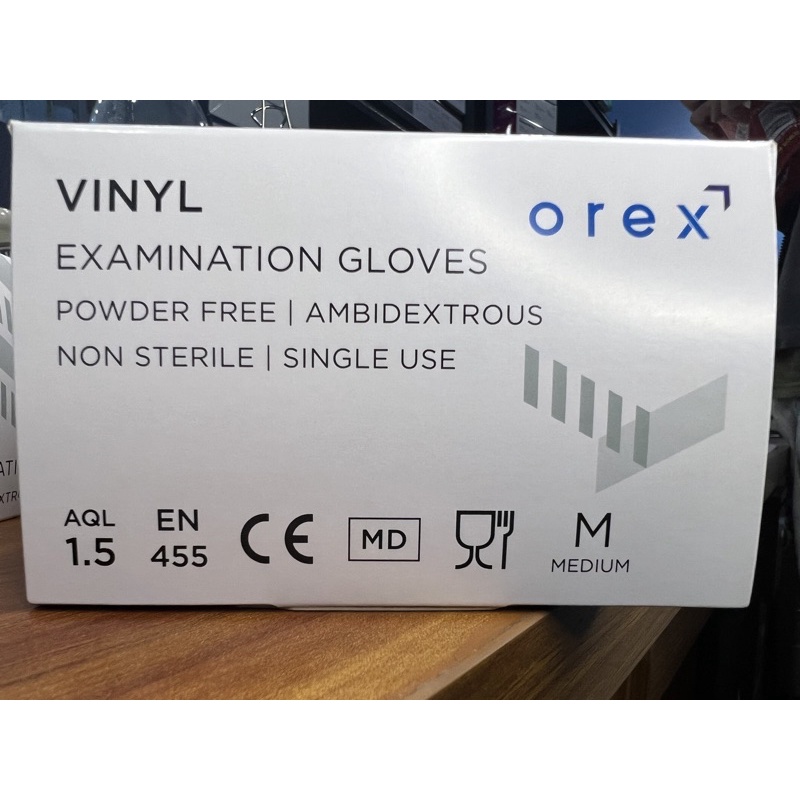 VINYL
orex
EXAMINATION GLOVES
POWDER FREE | AMBIDEXTROUS
NON STERILE | SINGLE USE
AQL
1.5
EN
455
CE
MD
M
MEDIUM